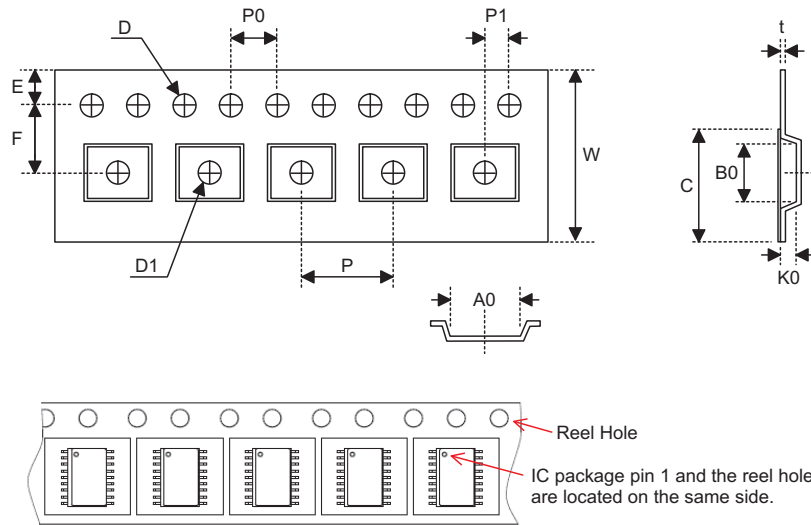 D
P0
P1
t
E
F
W
C
B0
D1
P
K0
A0
Reel Hole
IC package pin 1 and the reel hole
are located on the same side.